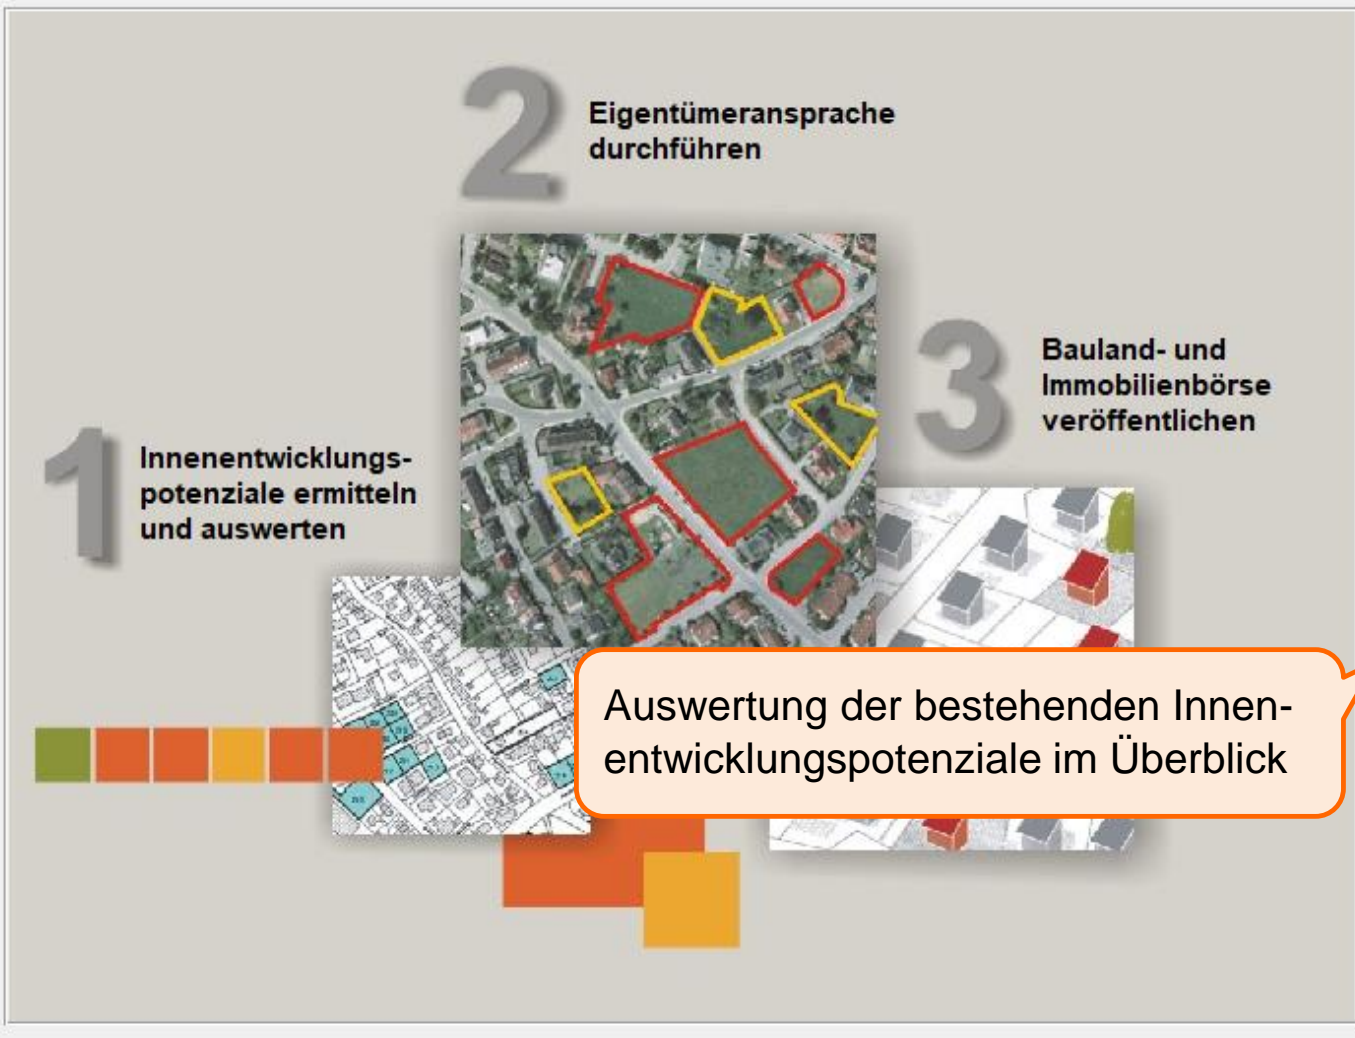 2
Eigentümeransprache
durchführen
3
Bauland- und
Immobilienbörse
veröffentlichen
1
Innenentwicklungs-
potenziale ermitteln
und auswerten
Auswertung der bestehenden Innen-
entwicklungspotenziale im Überblick